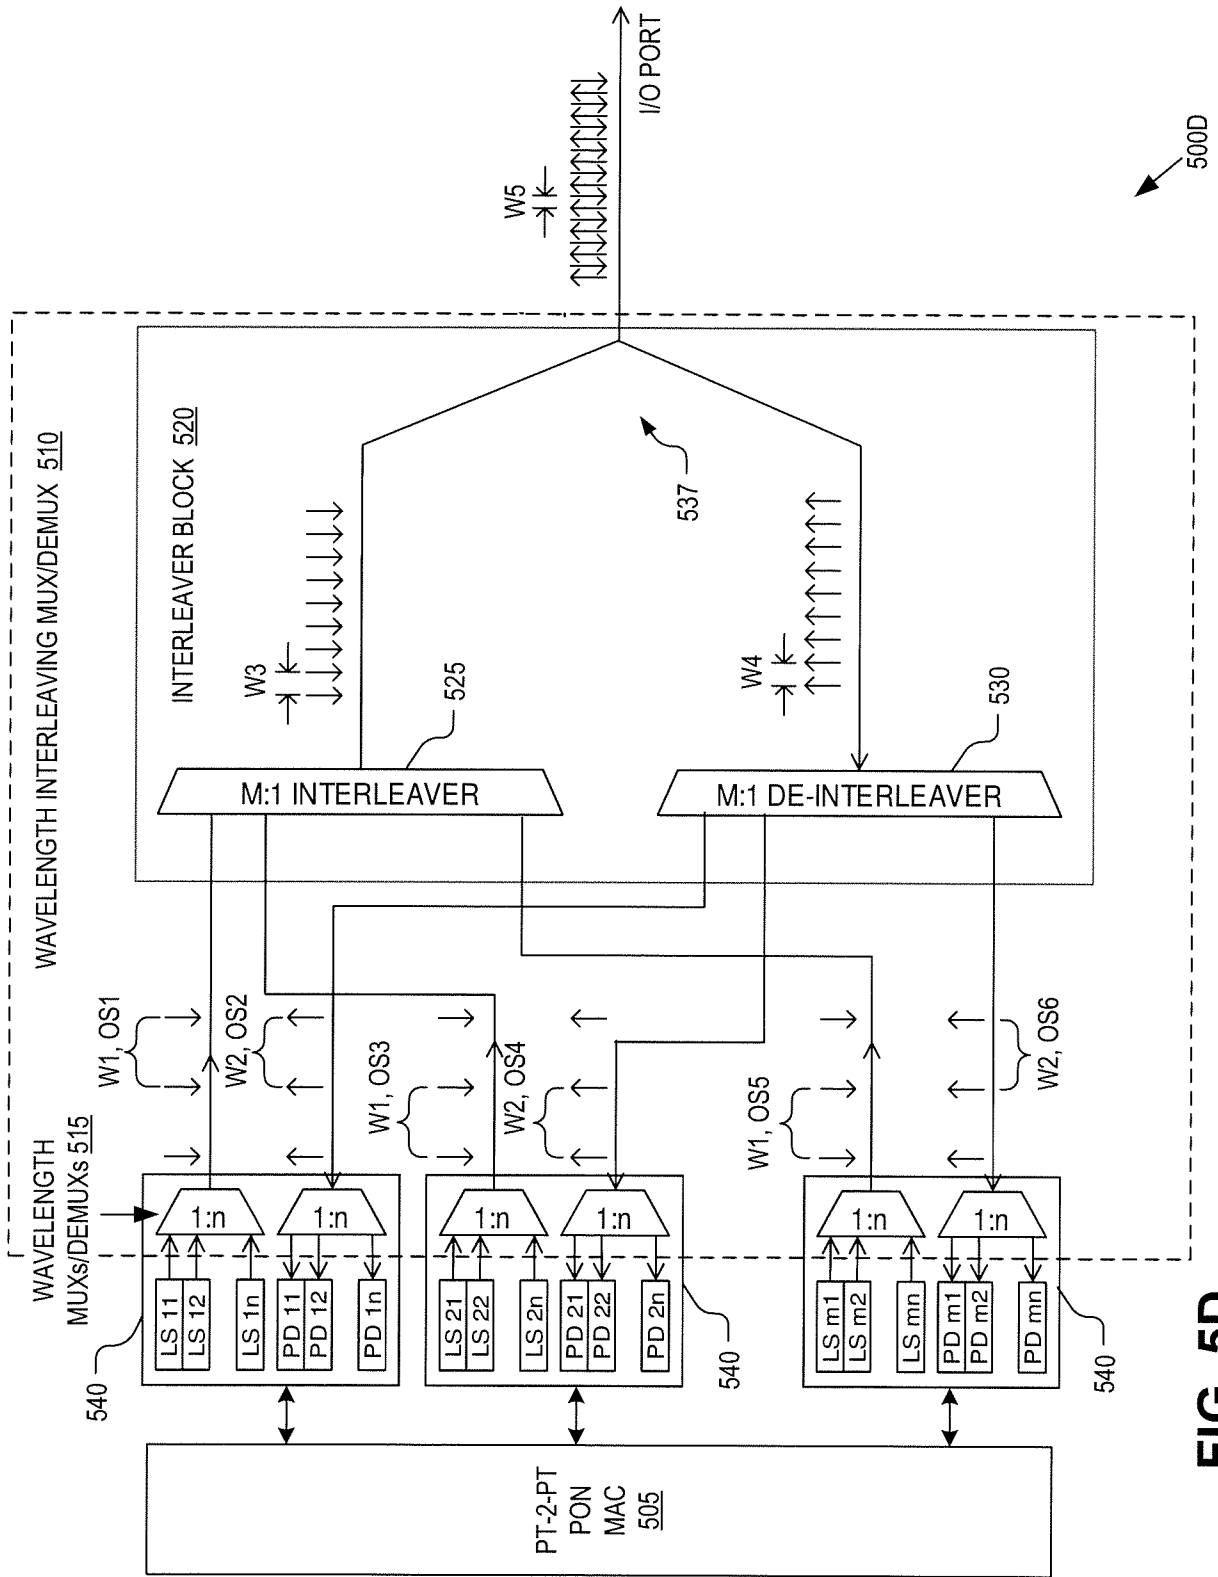 WAVELENGTH INTERLEAVING MUX/DEMUX 510
WAVELENGTH
MUXs/DEMUXs 515
INTERLEAVER BLOCK 520
PT-2-PT
PON
MAC
505
540
LS 11
LS 12
LS 1n
PD 11
PD 12
PD 1n
1:n
1:n
W1, OS1
W2, OS2
540
LS 21
LS 22
LS 2n
PD 21
PD 22
PD 2n
1:n
1:n
W1, OS3
W2, OS4
540
LS m1
LS m2
LS mn
PD m1
PD m2
PD mn
1:n
1:n
W1, OS5
W2, OS6
M:1 INTERLEAVER
525
W3
M:1 DE-INTERLEAVER
530
W4
537
W5
I/O PORT
500D
FIG. 5D